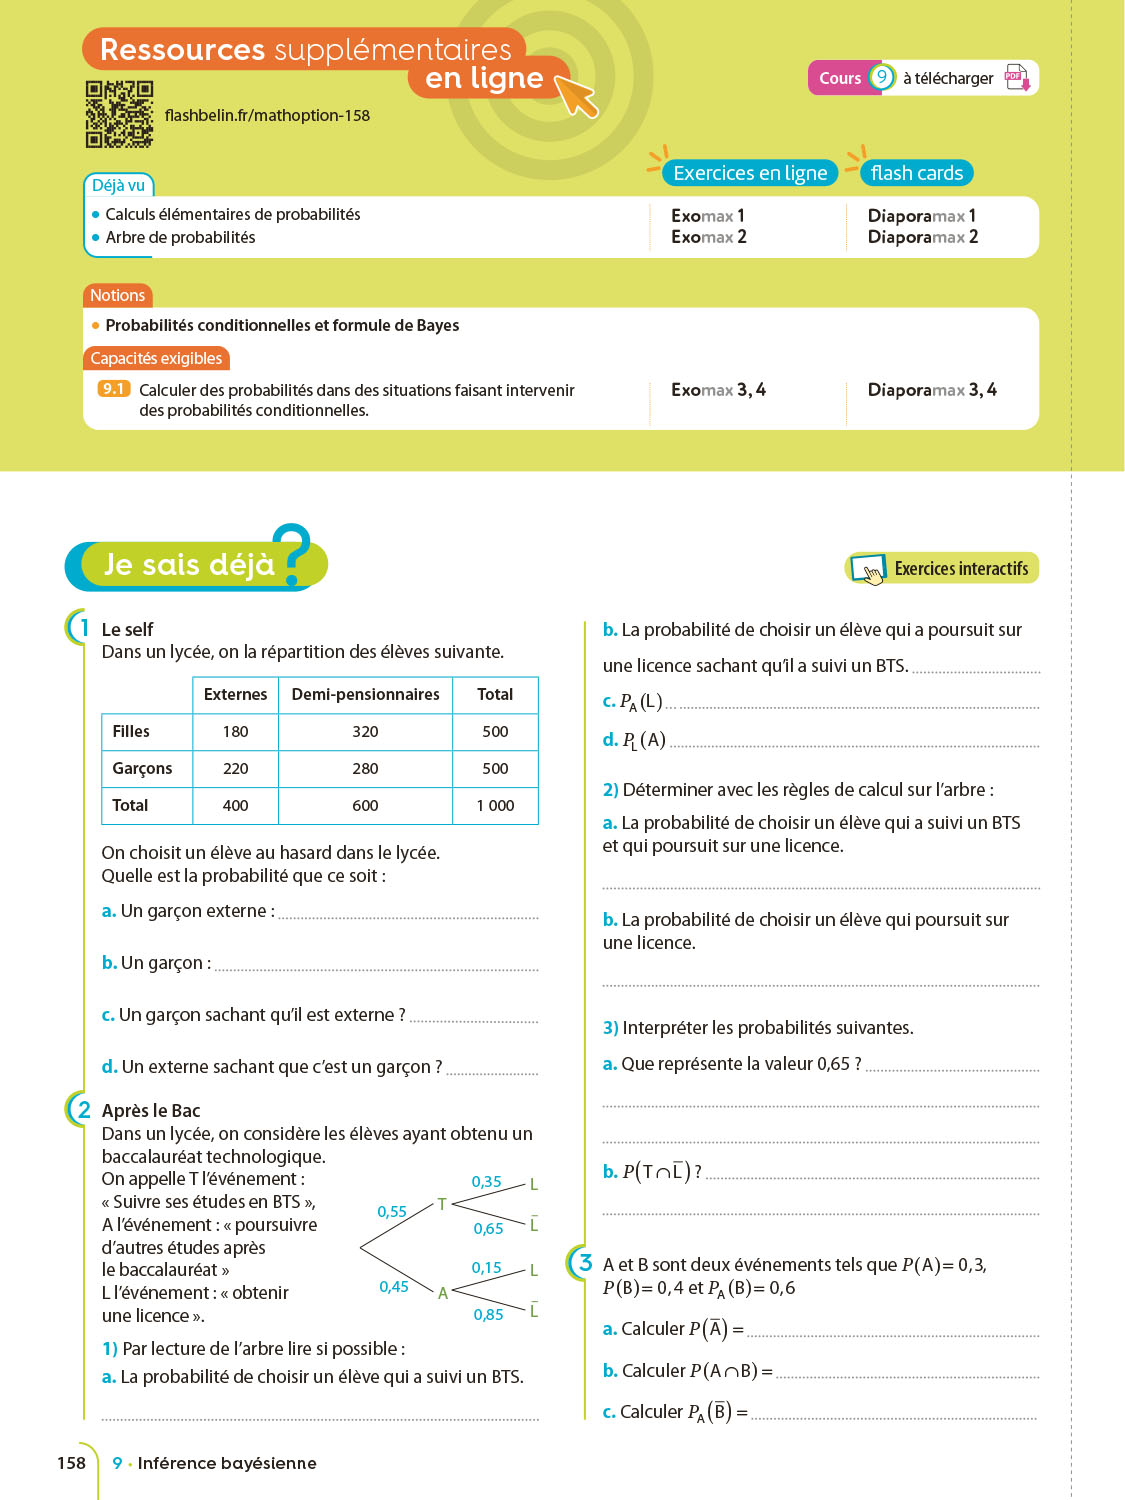 Ressources supplémentaires
en ligne
flashbelin.fr/mathoption-158
Cours 9 à télécharger PDF
Exercices en ligne flash cards
Déjà vu
• Calculs élémentaires de probabilités Exomax 1 Diaporamax 1
• Arbre de probabilités Exomax 2 Diaporamax 2
Notions
• Probabilités conditionnelles et formule de Bayes
Capacités exigibles
9.1 Calculer des probabilités dans des situations faisant intervenir Exomax 3, 4 Diaporamax 3, 4
des probabilités conditionnelles.
Je sais déjà ?
Exercices interactifs
1 Le self
Dans un lycée, on la répartition des élèves suivante.
Externes Demi-pensionnaires Total
Filles 180 320 500
Garçons 220 280 500
Total 400 600 1 000
On choisit un élève au hasard dans le lycée.
Quelle est la probabilité que ce soit :
a. Un garçon externe :
b. Un garçon :
c. Un garçon sachant qu'il est externe ?
d. Un externe sachant que c'est un garçon ?
2 Après le Bac
Dans un lycée, on considère les élèves ayant obtenu un
baccalauréat technologique.
On appelle T l'événement :
« Suivre ses études en BTS »,
A l'événement : « poursuivre
d'autres études après
le baccalauréat »
L l'événement : « obtenir
une licence ».
0,55 T 0,35 L
0,65 L̅
0,45 A 0,15 L
0,85 L̅
1) Par lecture de l'arbre lire si possible :
a. La probabilité de choisir un élève qui a suivi un BTS.
b. La probabilité de choisir un élève qui a poursuit sur
une licence sachant qu'il a suivi un BTS.
c. P_A(L)
d. P_L(A)
2) Déterminer avec les règles de calcul sur l'arbre :
a. La probabilité de choisir un élève qui a suivi un BTS
et qui poursuit sur une licence.
b. La probabilité de choisir un élève qui poursuit sur
une licence.
3) Interpréter les probabilités suivantes.
a. Que représente la valeur 0,65 ?
b. P(T∩L̅) ?
3 A et B sont deux événements tels que P(A)= 0,3,
P(B)= 0,4 et P_A(B)= 0,6
a. Calculer P(A̅) =
b. Calculer P(A∩B) =
c. Calculer P_A(B̅) =
158 9 • Inférence bayésienne